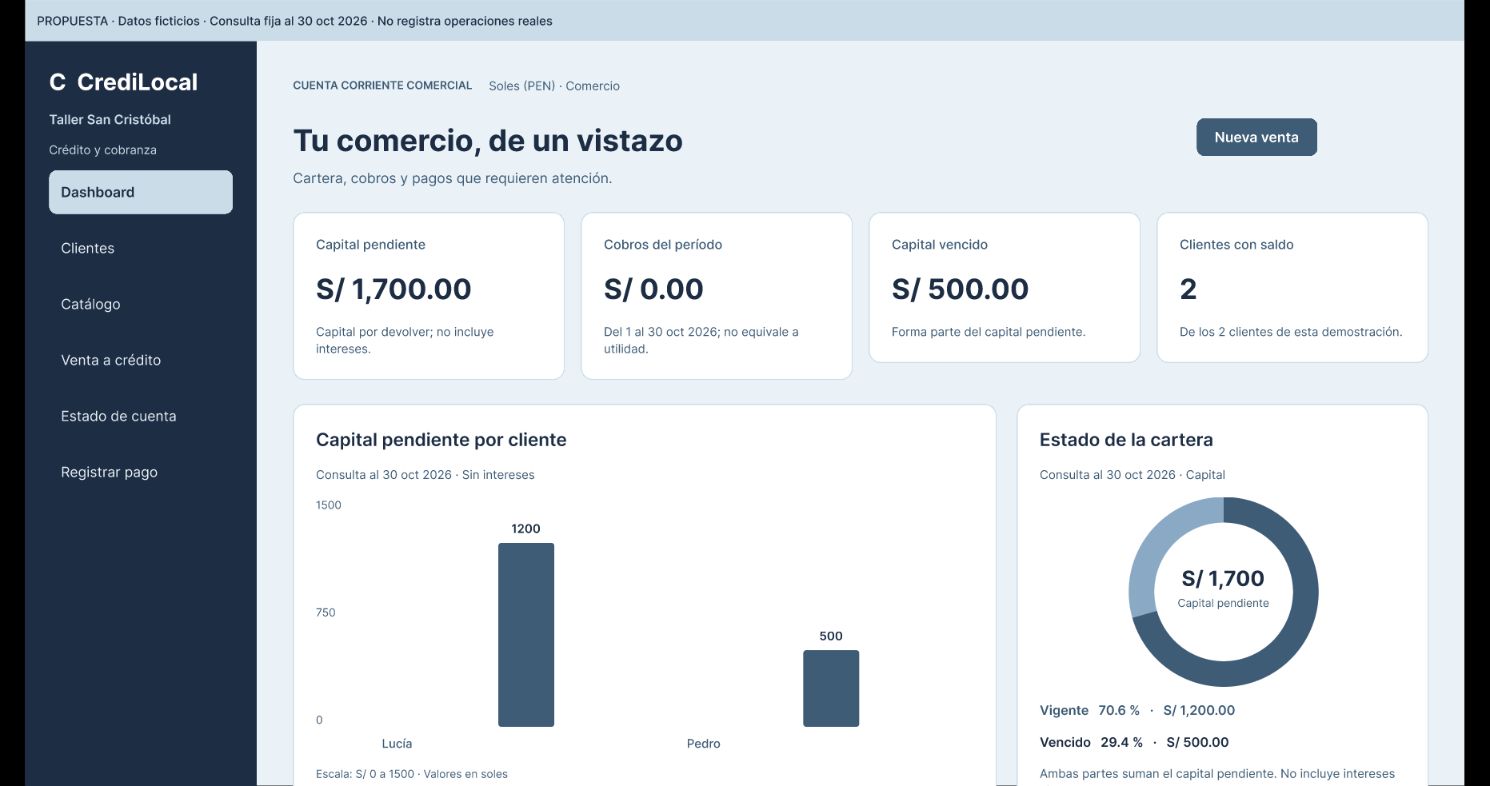 PROPUESTA · Datos ficticios · Consulta fija al 30 oct 2026 · No registra operaciones reales
C CrediLocal
Taller San Cristóbal
Crédito y cobranza
Dashboard
Clientes
Catálogo
Venta a crédito
Estado de cuenta
Registrar pago
CUENTA CORRIENTE COMERCIAL Soles (PEN) · Comercio
Tu comercio, de un vistazo
Nueva venta
Cartera, cobros y pagos que requieren atención.
Capital pendiente
S/ 1,700.00
Capital por devolver; no incluye
intereses.
Cobros del período
S/ 0.00
Del 1 al 30 oct 2026; no equivale a
utilidad.
Capital vencido
S/ 500.00
Forma parte del capital pendiente.
Clientes con saldo
2
De los 2 clientes de esta demostración.
Capital pendiente por cliente
Consulta al 30 oct 2026 · Sin intereses
1500
1200
750
500
0
Lucía
Pedro
Escala: S/ 0 a 1500 · Valores en soles
Estado de la cartera
Consulta al 30 oct 2026 · Capital
S/ 1,700
Capital pendiente
Vigente 70.6 % · S/ 1,200.00
Vencido 29.4 % · S/ 500.00
Ambas partes suman el capital pendiente. No incluye intereses